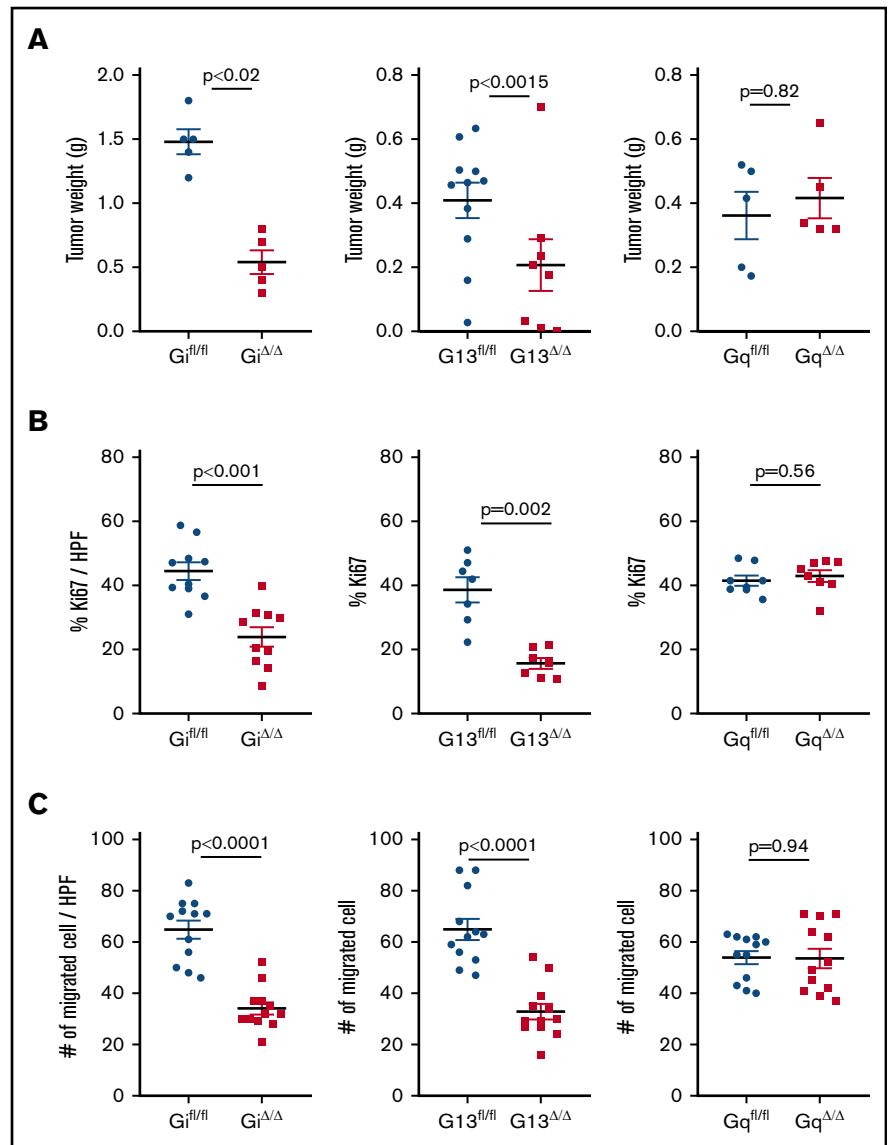 A
p<0.02
p<0.0015
p=0.82
Tumor weight (g)
2.0
1.5
1.0
0.5
0.0
Gi^fl/fl Gi^Δ/Δ
Tumor weight (g)
0.8
0.6
0.4
0.2
0.0
G13^fl/fl G13^Δ/Δ
Tumor weight (g)
0.8
0.6
0.4
0.2
0.0
Gq^fl/fl Gq^Δ/Δ
B
p<0.001
p=0.002
p=0.56
% Ki67 / HPF
80
60
40
20
0
Gi^fl/fl Gi^Δ/Δ
% Ki67
80
60
40
20
0
G13^fl/fl G13^Δ/Δ
% Ki67
80
60
40
20
0
Gq^fl/fl Gq^Δ/Δ
C
p<0.0001
p<0.0001
p=0.94
# of migrated cell / HPF
100
80
60
40
20
0
Gi^fl/fl Gi^Δ/Δ
# of migrated cell
100
80
60
40
20
0
G13^fl/fl G13^Δ/Δ
# of migrated cell
100
80
60
40
20
0
Gq^fl/fl Gq^Δ/Δ